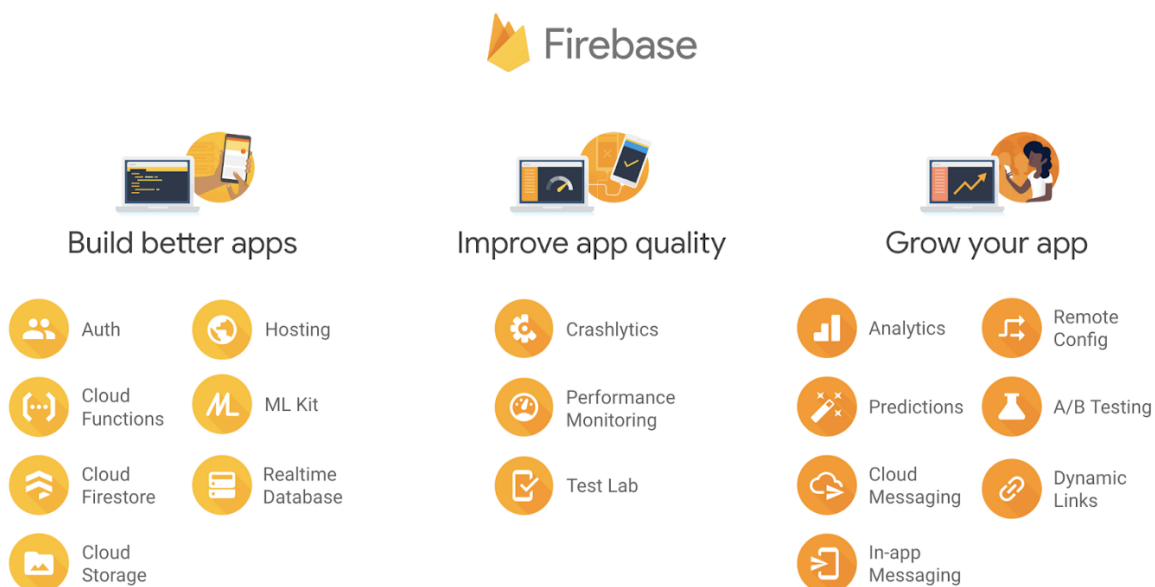 Firebase
Build better apps
Auth
Hosting
Cloud
Functions
ML Kit
Cloud
Firestore
Realtime
Database
Cloud
Storage
Improve app quality
Crashlytics
Performance
Monitoring
Test Lab
Grow your app
Analytics
Remote
Config
Predictions
A/B Testing
Cloud
Messaging
Dynamic
Links
In-app
Messaging